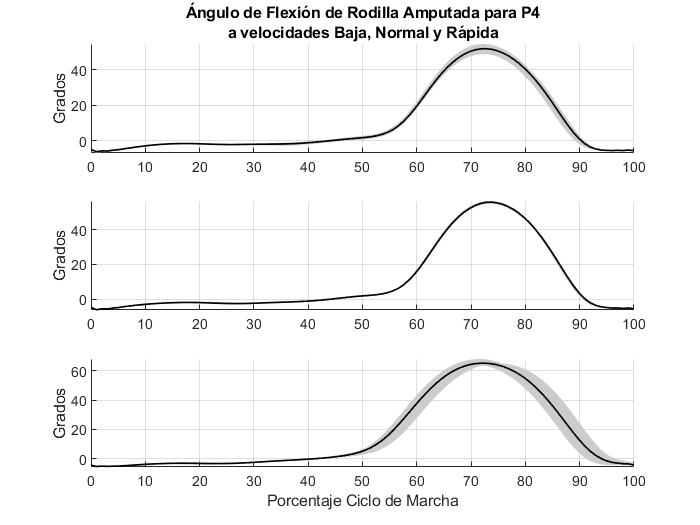 Ángulo de Flexión de Rodilla Amputada para P4
a velocidades Baja, Normal y Rápida
Grados
40
20
0
0 10 20 30 40 50 60 70 80 90 100
Grados
40
20
0
0 10 20 30 40 50 60 70 80 90 100
Grados
60
40
20
0
0 10 20 30 40 50 60 70 80 90 100
Porcentaje Ciclo de Marcha